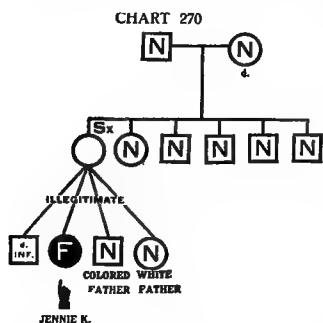 CHART 270
N N
d.
Sx
N N N N N
ILLEGITIMATE
d. INF. F N N
COLORED WHITE
FATHER FATHER
JENNIE K.